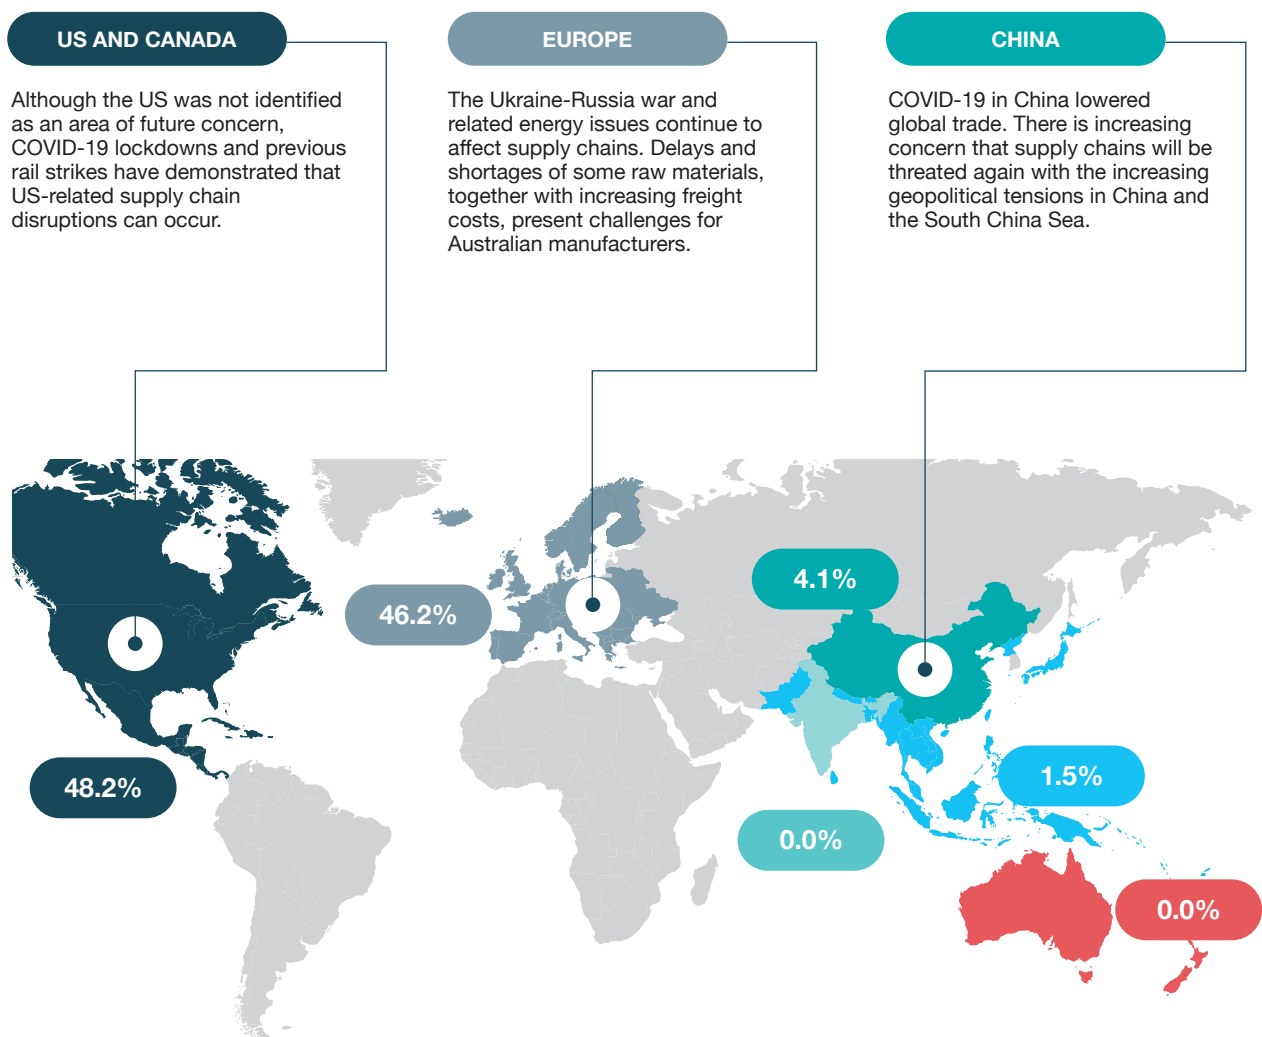 US AND CANADA
Although the US was not identified
as an area of future concern,
COVID-19 lockdowns and previous
rail strikes have demonstrated that
US-related supply chain
disruptions can occur.
EUROPE
The Ukraine-Russia war and
related energy issues continue to
affect supply chains. Delays and
shortages of some raw materials,
together with increasing freight
costs, present challenges for
Australian manufacturers.
CHINA
COVID-19 in China lowered
global trade. There is increasing
concern that supply chains will be
threated again with the increasing
geopolitical tensions in China and
the South China Sea.
4.1%
46.2%
1.5%
48.2%
0.0%
0.0%